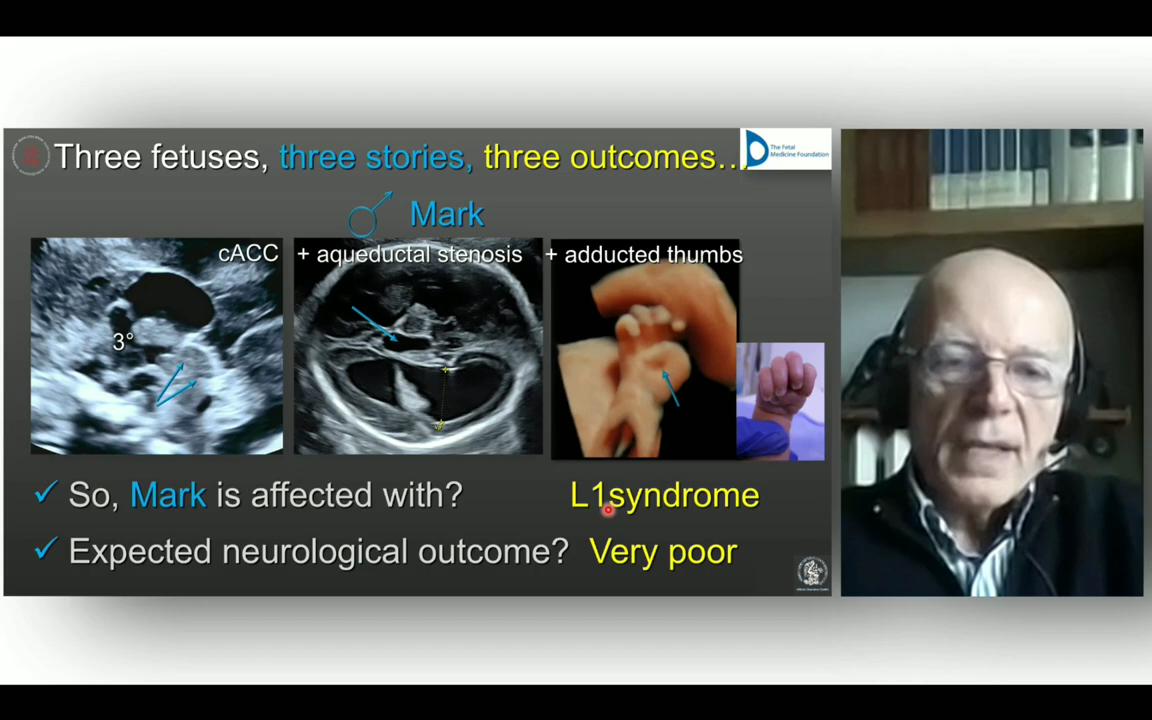 Three fetuses, three stories, three outcomes...
The Fetal
Medicine Foundation
Mark
cACC
+ aqueductal stenosis
+ adducted thumbs
3°
✓ So, Mark is affected with? L1syndrome
✓ Expected neurological outcome? Very poor